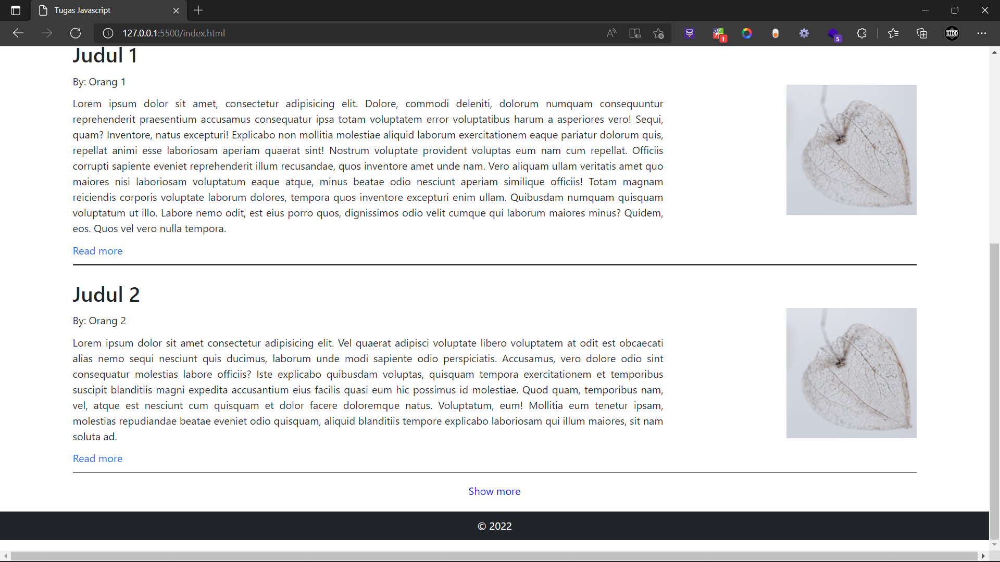 Tugas Javascript
127.0.0.1:5500/index.html
A
1
5
KIDD
Judul 1
By: Orang 1
Lorem ipsum dolor sit amet, consectetur adipisicing elit. Dolore, commodi deleniti, dolorum numquam consequuntur
reprehenderit praesentium accusamus consequatur ipsa totam voluptatem error voluptatibus harum a asperiores vero! Sequi,
quam? Inventore, natus excepturi! Explicabo non mollitia molestiae aliquid laborum exercitationem eaque pariatur dolorum quis,
repellat animi esse laboriosam aperiam quaerat sint! Nostrum voluptate provident voluptas eum nam cum repellat. Officiis
corrupti sapiente eveniet reprehenderit illum recusandae, quos inventore amet unde nam. Vero aliquam ullam veritatis amet quo
maiores nisi laboriosam voluptatum eaque atque, minus beatae odio nesciunt aperiam similique officiis! Totam magnam
reiciendis corporis voluptate laborum dolores, tempora quos inventore excepturi enim ullam. Quibusdam numquam quisquam
voluptatum ut illo. Labore nemo odit, est eius porro quos, dignissimos odio velit cumque qui laborum maiores minus? Quidem,
eos. Quos vel vero nulla tempora.
Read more
Judul 2
By: Orang 2
Lorem ipsum dolor sit amet consectetur adipisicing elit. Vel quaerat adipisci voluptate libero voluptatem at odit est obcaecati
alias nemo sequi nesciunt quis ducimus, laborum unde modi sapiente odio perspiciatis. Accusamus, vero dolore odio sint
consequatur molestias labore officiis? Iste explicabo quibusdam voluptas, quisquam tempora exercitationem et temporibus
suscipit blanditiis magni expedita accusantium eius facilis quasi eum hic possimus id molestiae. Quod quam, temporibus nam,
vel, atque est nesciunt cum quisquam et dolor facere doloremque natus. Voluptatum, eum! Mollitia eum tenetur ipsam,
molestias repudiandae beatae eveniet odio quisquam, aliquid blanditiis tempore explicabo laboriosam qui illum maiores, sit nam
soluta ad.
Read more
Show more
© 2022